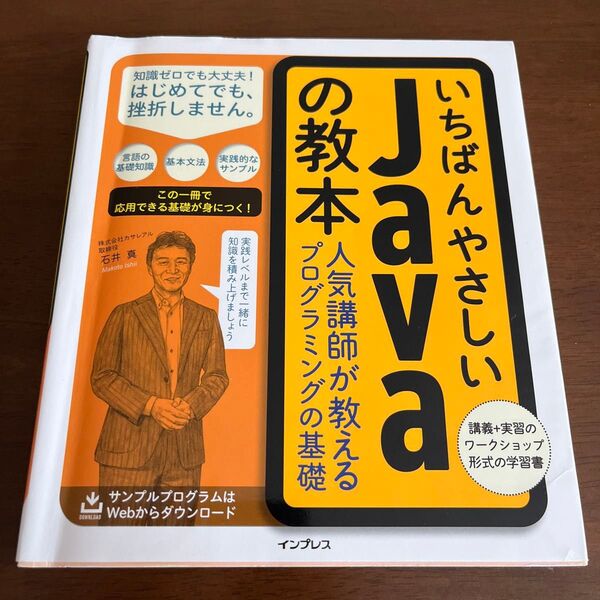 いちばんやさしい
Java
の教本
人気講師が教える
プログラミングの基礎
講義+実習の
ワークショップ
形式の学習書
知識ゼロでも大丈夫!
はじめてでも、
挫折しません。
言語の
基礎知識
基本文法
実践的な
サンプル
この一冊で
応用できる基礎が身につく!
株式会社カサレアル
取締役
石井 真
Makoto Ishii
実践レベルまで一緒に
知識を積み上げましょう
DOWNLOAD
サンプルプログラムは
Webからダウンロード
インプレス